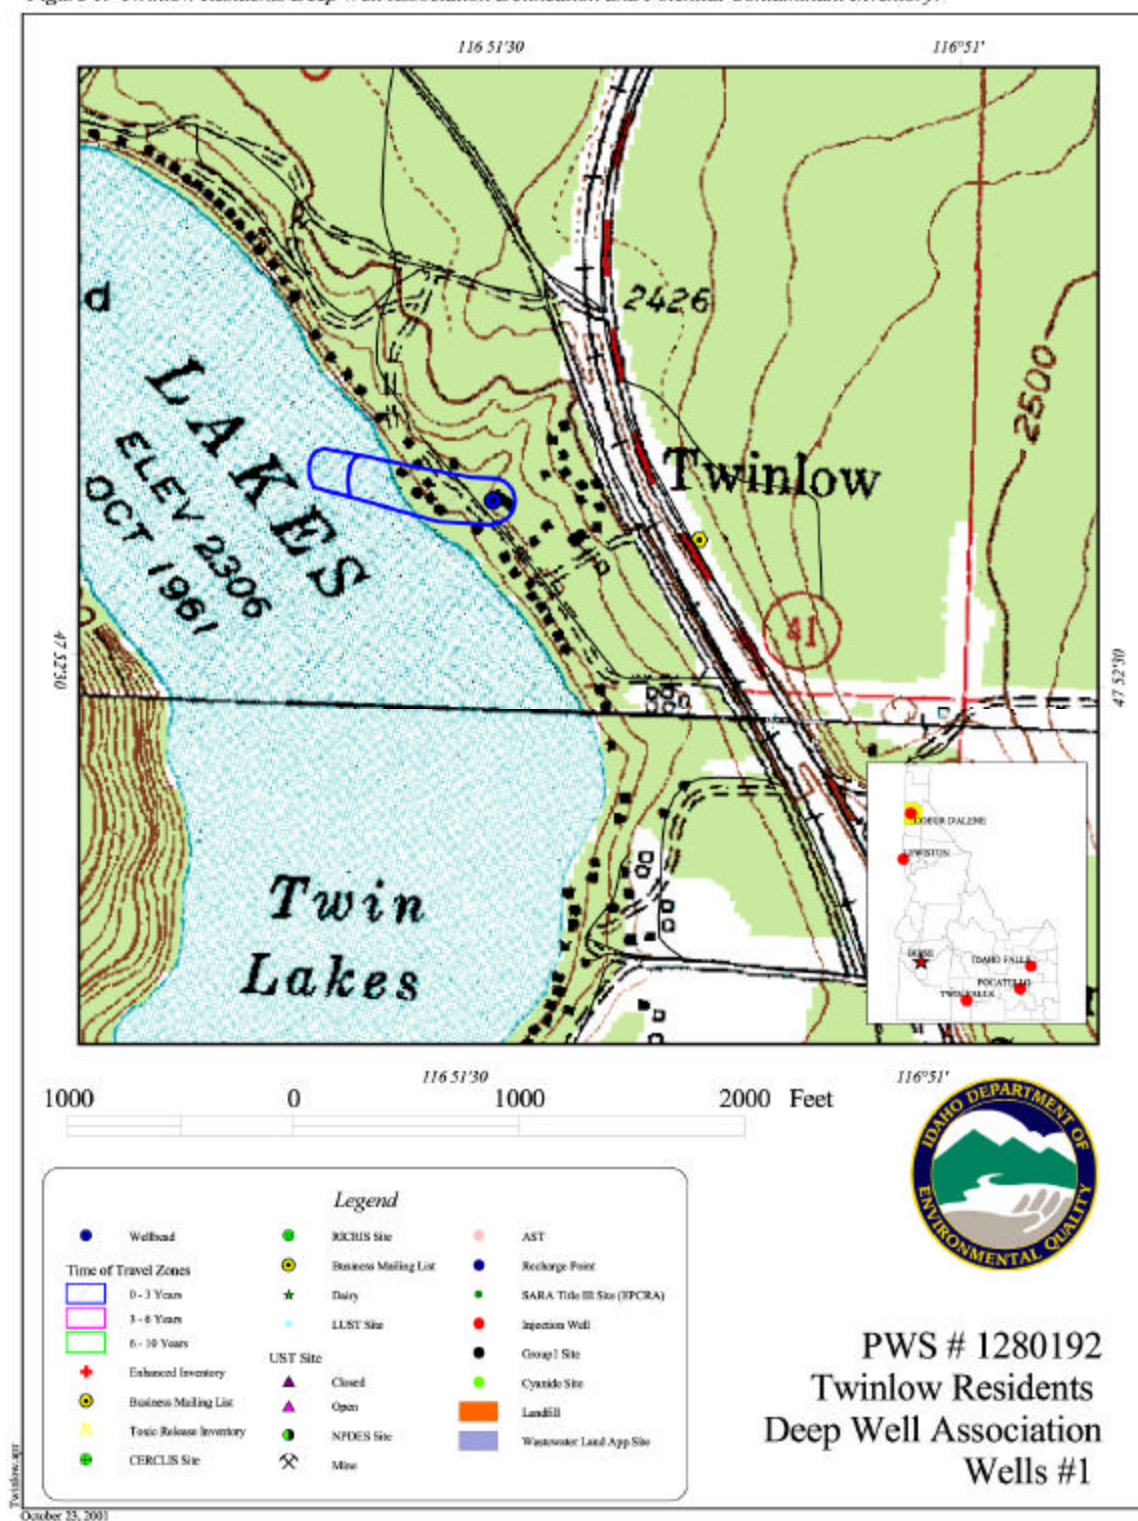 116 51'30
116°51'
d
2426
LAKES
ELEV 2306
OCT 1961
2500
Twinlow
41
47 52'30
47 52'30
COEUR D'ALENE
LEWISTON
BOISE
IDAHO FALLS
POCATELLO
TWIN FALLS
Twin
Lakes
116 51'30
116°51'
1000 0 1000 2000 Feet
IDAHO DEPARTMENT OF
ENVIRONMENTAL QUALITY
Legend
Wellhead
Time of Travel Zones
0 - 3 Years
3 - 6 Years
6 - 10 Years
Enhanced Inventory
Business Mailing List
Toxic Release Inventory
CERCLIS Site
RICRIS Site
Business Mailing List
Dairy
LUST Site
UST Site
Closed
Open
NPDES Site
Mine
AST
Recharge Point
SARA Title III Site (EPCRA)
Injection Well
Group1 Site
Cyanide Site
Landfill
Wastewater Land App Site
PWS # 1280192
Twinlow Residents
Deep Well Association
Wells #1
Twinlow.apr
October 23, 2001